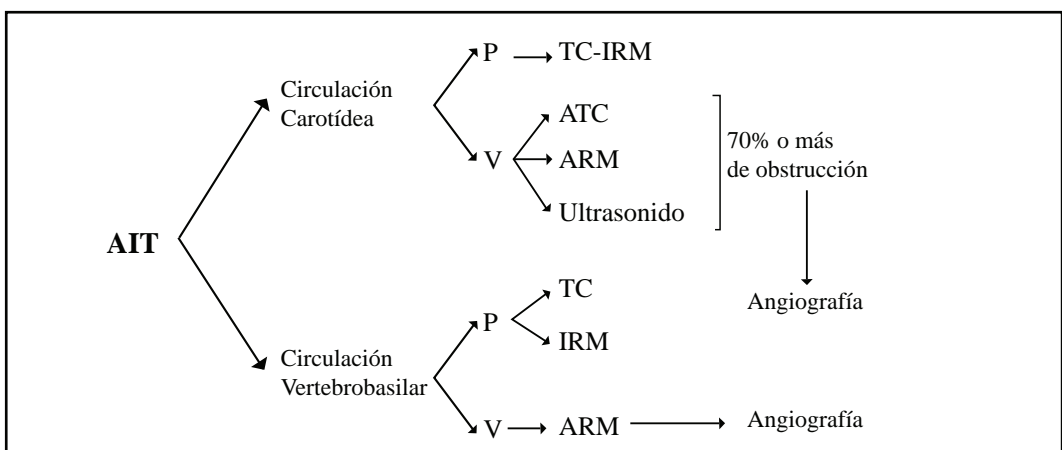 AIT
Circulación
Carotídea
P
TC-IRM
V
ATC
ARM
Ultrasonido
70% o más
de obstrucción
Angiografía
Circulación
Vertebrobasilar
P
TC
IRM
V
ARM
Angiografía